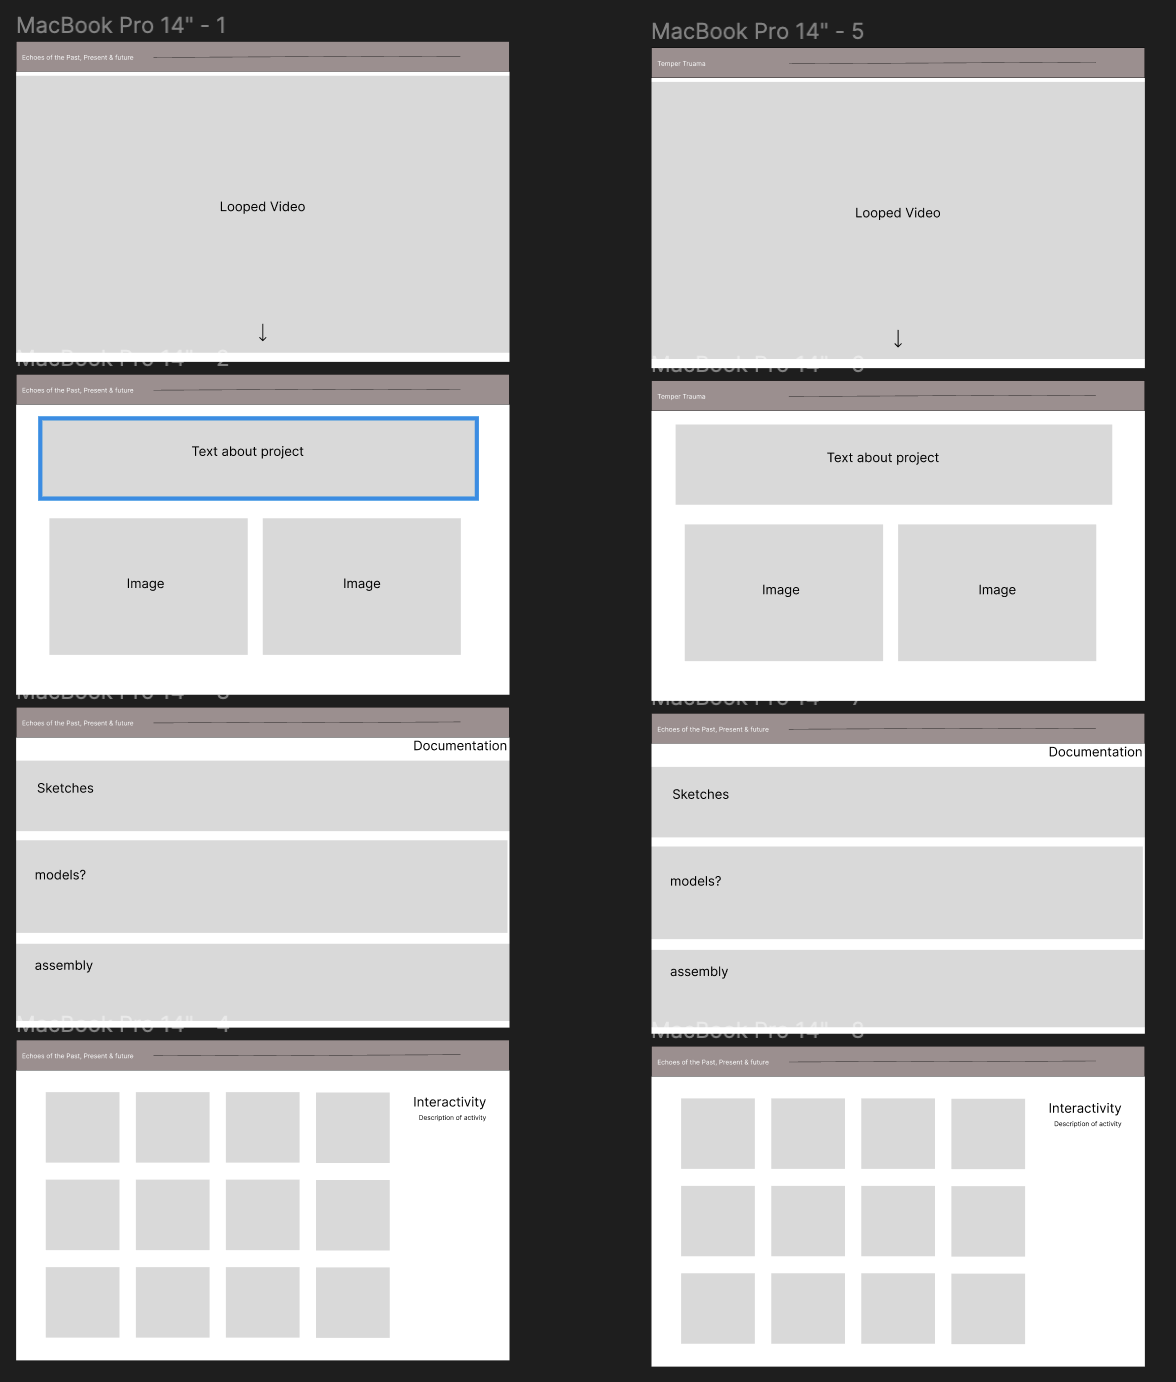 MacBook Pro 14" - 1
Echoes of the Past, Present & future
Looped Video
↓
MacBook Pro 14" - 2
Echoes of the Past, Present & future
Text about project
Image
Image
MacBook Pro 14" - 3
Echoes of the Past, Present & future
Documentation
Sketches
models?
assembly
MacBook Pro 14" - 4
Echoes of the Past, Present & future
Interactivity
Description of activity
MacBook Pro 14" - 5
Temper Truama
Looped Video
↓
MacBook Pro 14" - 6
Temper Trauma
Text about project
Image
Image
MacBook Pro 14" - 7
Echoes of the Past, Present & future
Documentation
Sketches
models?
assembly
MacBook Pro 14" - 8
Echoes of the Past, Present & future
Interactivity
Description of activity